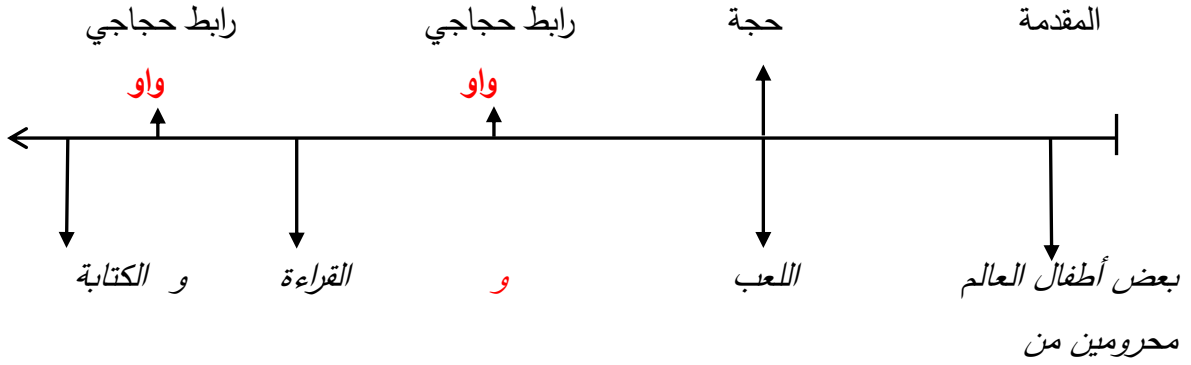 المقدمة حجة رابط حجاجي رابط حجاجي
واو واو
بعض أطفال العالم اللعب و القراءة و الكتابة
محرومين من